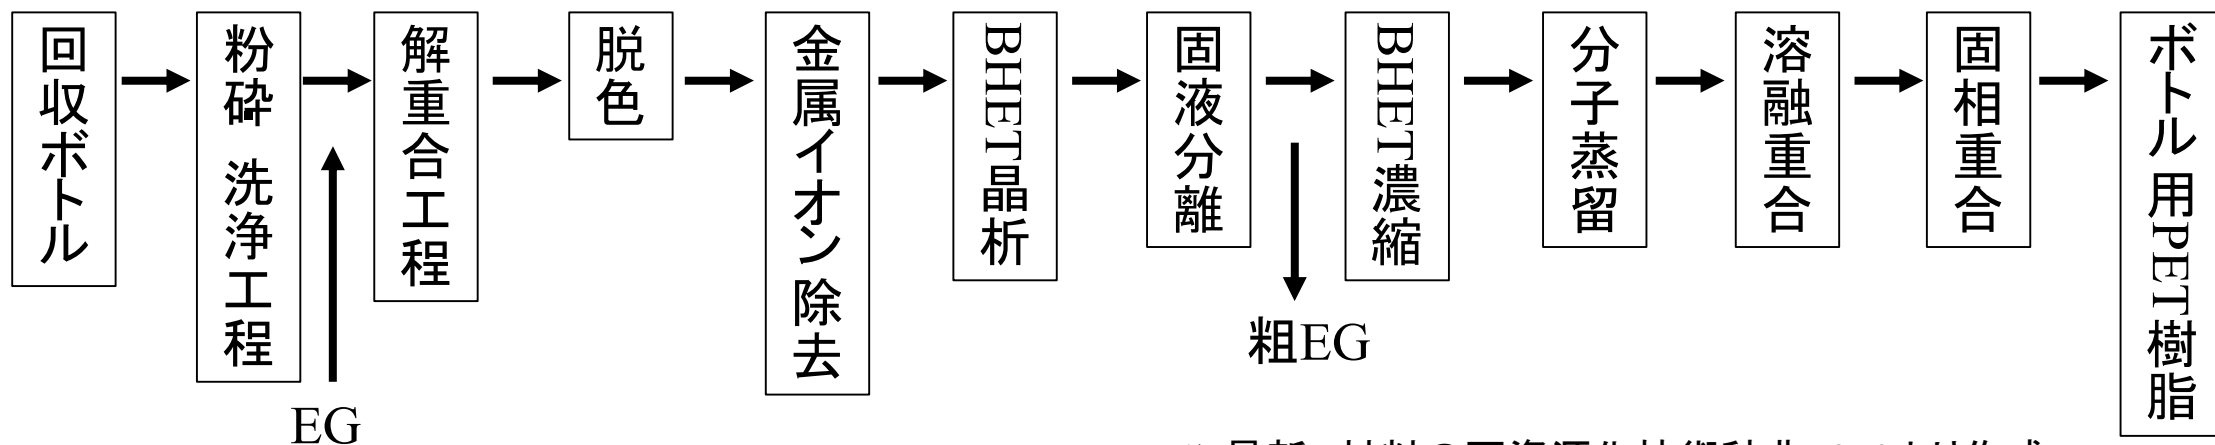 回収ボトル
粉砕 洗浄工程
解重合工程
脱色
金属イオン除去
BHET晶析
固液分離
BHET濃縮
分子蒸留
溶融重合
固相重合
ボトル用PET樹脂
EG
粗EG